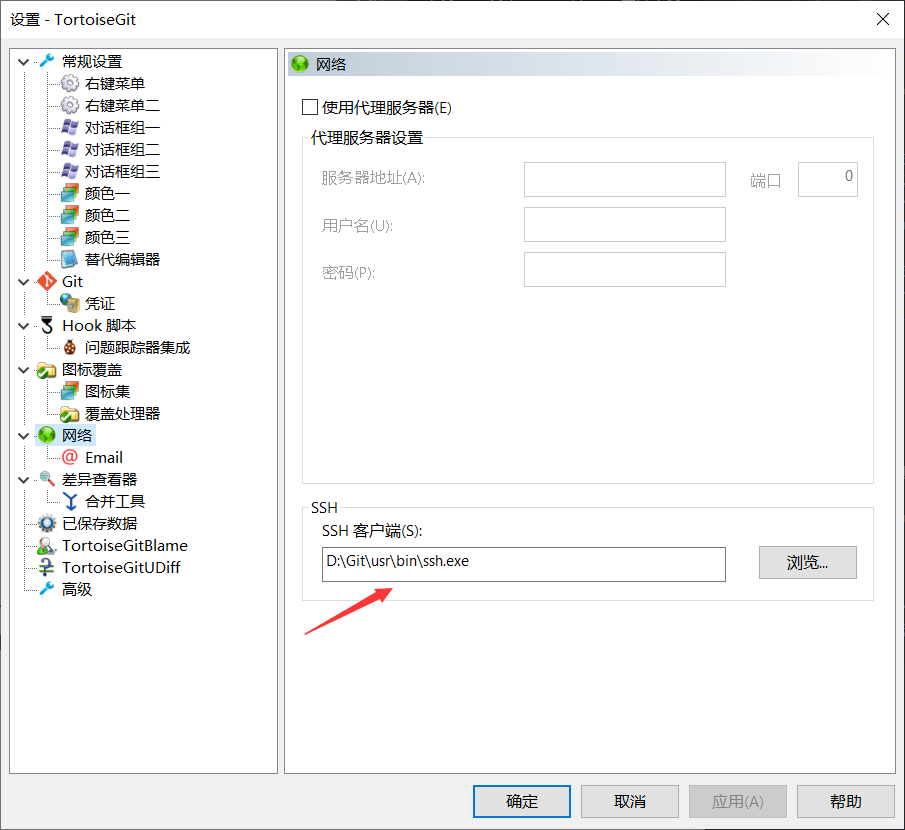 设置 - TortoiseGit
常规设置
右键菜单
右键菜单二
对话框组一
对话框组二
对话框组三
颜色一
颜色二
颜色三
替代编辑器
Git
凭证
Hook 脚本
问题跟踪器集成
图标覆盖
图标集
覆盖处理器
网络
Email
差异查看器
合并工具
已保存数据
TortoiseGitBlame
TortoiseGitUDiff
高级
网络
使用代理服务器(E)
代理服务器设置
服务器地址(A):
端口
0
用户名(U):
密码(P):
SSH
SSH 客户端(S):
D:\Git\usr\bin\ssh.exe
浏览...
确定
取消
应用(A)
帮助